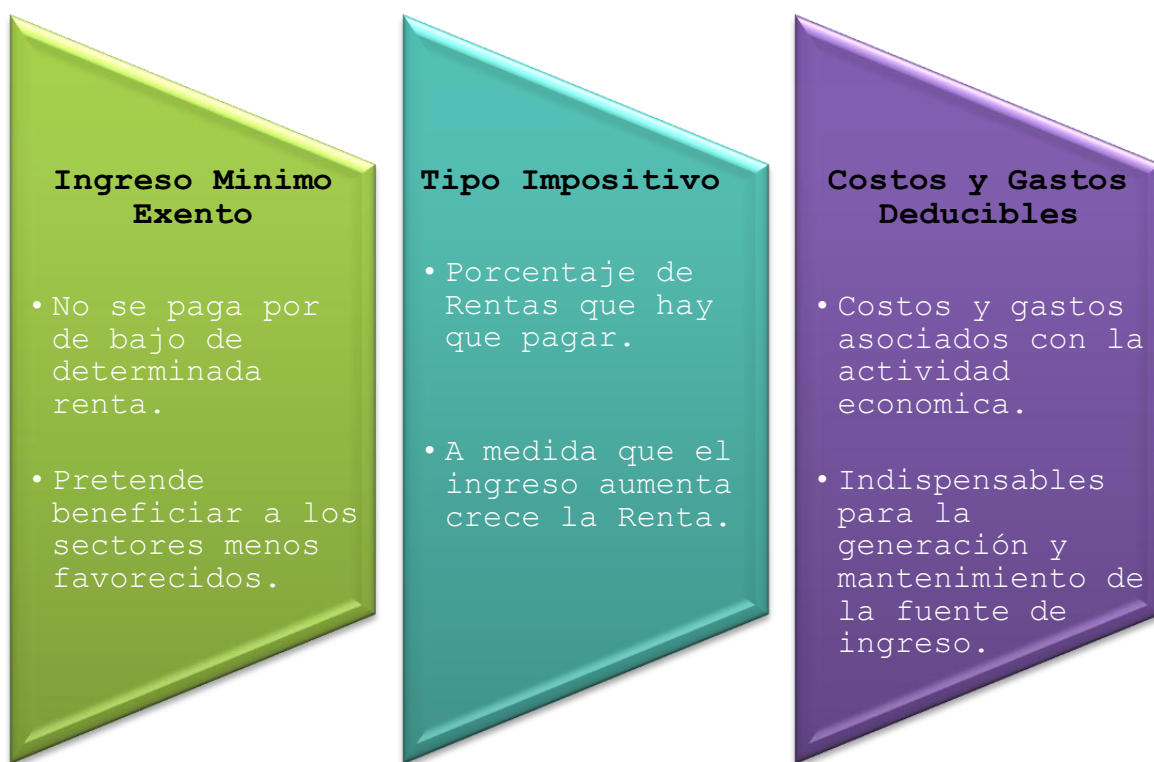 Ingreso Minimo
Exento
• No se paga por
de bajo de
determinada
renta.
• Pretende
beneficiar a los
sectores menos
favorecidos.
Tipo Impositivo
• Porcentaje de
Rentas que hay
que pagar.
• A medida que el
ingreso aumenta
crece la Renta.
Costos y Gastos
Deducibles
• Costos y gastos
asociados con la
actividad
economica.
• Indispensables
para la
generación y
mantenimiento de
la fuente de
ingreso.